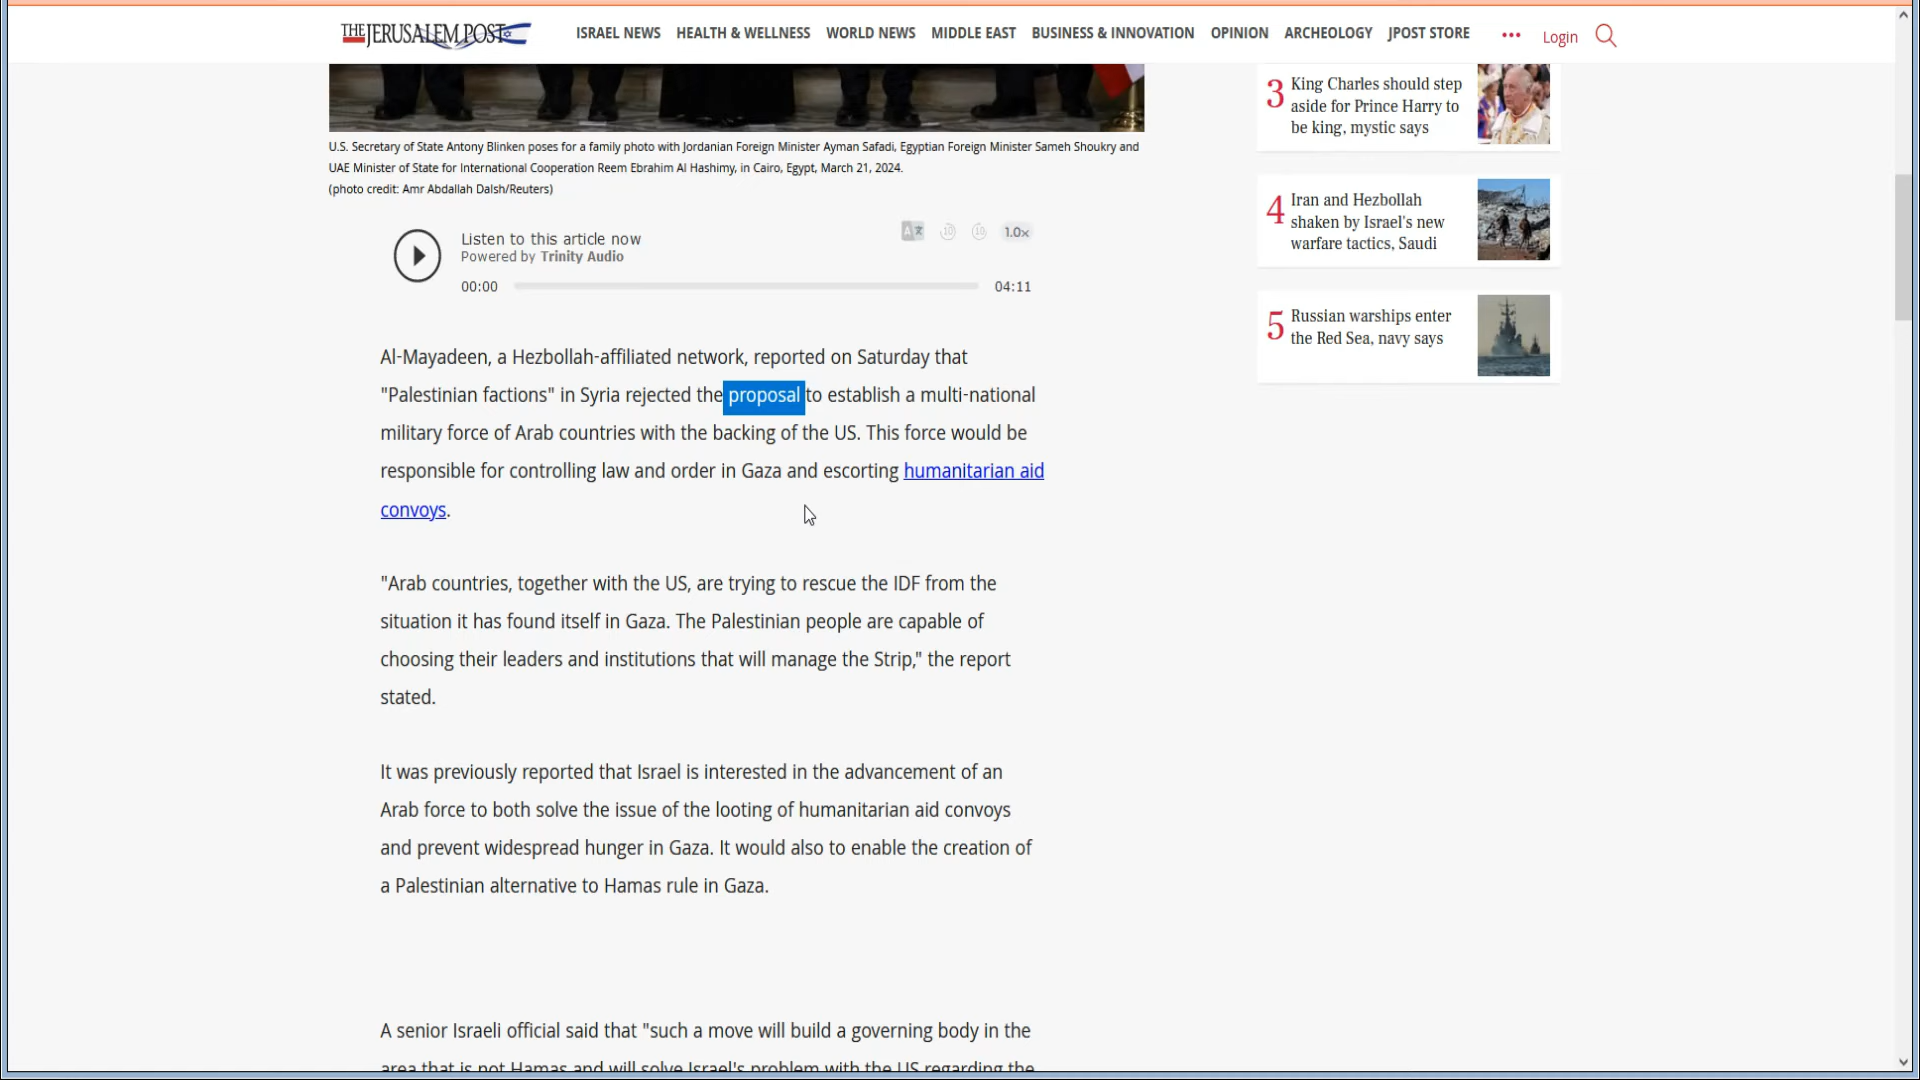 THE JERUSALEM POST
ISRAEL NEWS HEALTH & WELLNESS WORLD NEWS MIDDLE EAST BUSINESS & INNOVATION OPINION ARCHEOLOGY JPOST STORE ••• Login
U.S. Secretary of State Antony Blinken poses for a family photo with Jordanian Foreign Minister Ayman Safadi, Egyptian Foreign Minister Sameh Shoukry and
UAE Minister of State for International Cooperation Reem Ebrahim Al Hashimy, in Cairo, Egypt, March 21, 2024.
(photo credit: Amr Abdallah Dalsh/Reuters)
Listen to this article now
Powered by Trinity Audio
10 10 1.0x
00:00 04:11
Al-Mayadeen, a Hezbollah-affiliated network, reported on Saturday that
"Palestinian factions" in Syria rejected the proposal to establish a multi-national
military force of Arab countries with the backing of the US. This force would be
responsible for controlling law and order in Gaza and escorting humanitarian aid
convoys.
"Arab countries, together with the US, are trying to rescue the IDF from the
situation it has found itself in Gaza. The Palestinian people are capable of
choosing their leaders and institutions that will manage the Strip," the report
stated.
It was previously reported that Israel is interested in the advancement of an
Arab force to both solve the issue of the looting of humanitarian aid convoys
and prevent widespread hunger in Gaza. It would also to enable the creation of
a Palestinian alternative to Hamas rule in Gaza.
A senior Israeli official said that "such a move will build a governing body in the
area that is not Hamas and will solve Israel's problem with the US regarding the
3 King Charles should step
aside for Prince Harry to
be king, mystic says
4 Iran and Hezbollah
shaken by Israel's new
warfare tactics, Saudi
5 Russian warships enter
the Red Sea, navy says